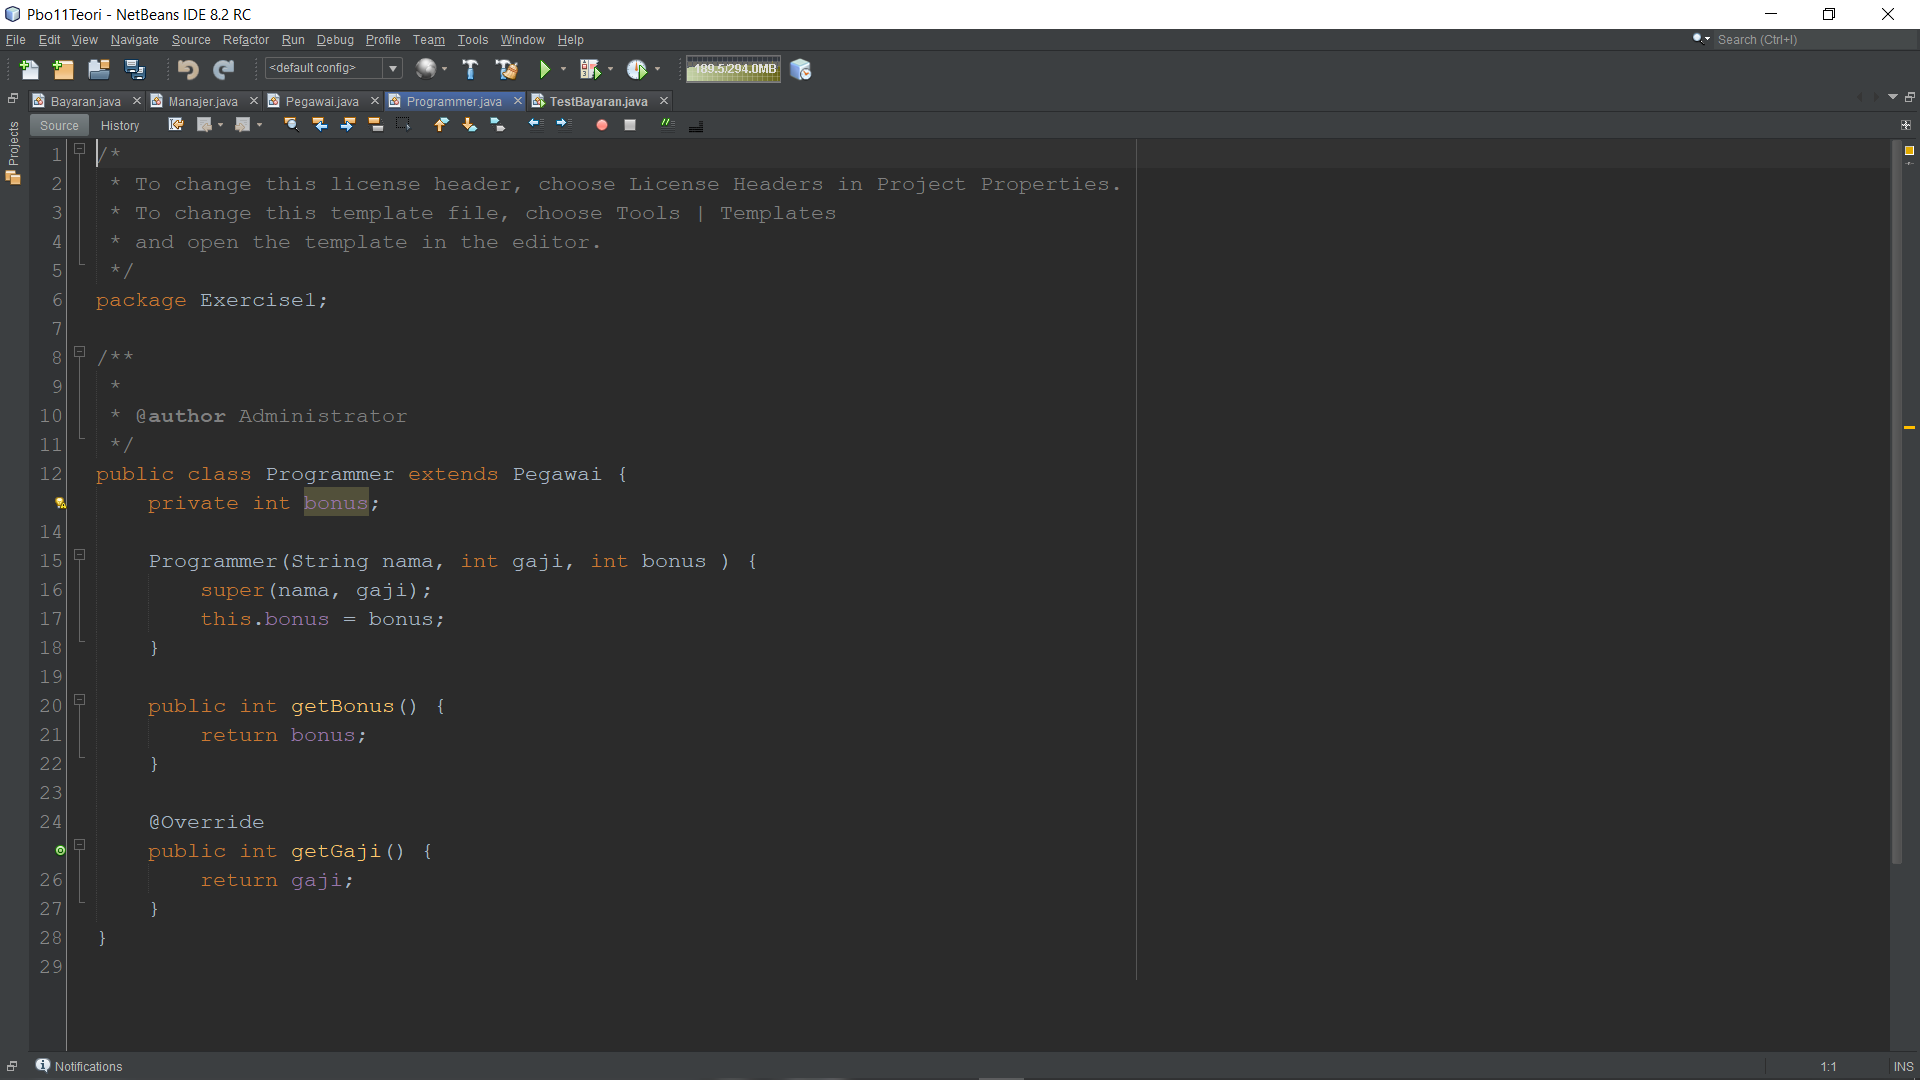 Pbo11Teori - NetBeans IDE 8.2 RC
File Edit View Navigate Source Refactor Run Debug Profile Team Tools Window Help
Search (Ctrl+I)
<default config>
189.5/294.0MB
Bayaran.java Manajer.java Pegawai.java Programmer.java TestBayaran.java
Source History
Projects
1 /*
2 * To change this license header, choose License Headers in Project Properties.
3 * To change this template file, choose Tools | Templates
4 * and open the template in the editor.
5 */
6 package Exercise1;
7
8 /**
9 *
10 * @author Administrator
11 */
12 public class Programmer extends Pegawai {
private int bonus;
14
15 Programmer(String nama, int gaji, int bonus ) {
16 super(nama, gaji);
17 this.bonus = bonus;
18 }
19
20 public int getBonus() {
21 return bonus;
22 }
23
24 @Override
public int getGaji() {
26 return gaji;
27 }
28 }
29
Notifications
1:1
INS